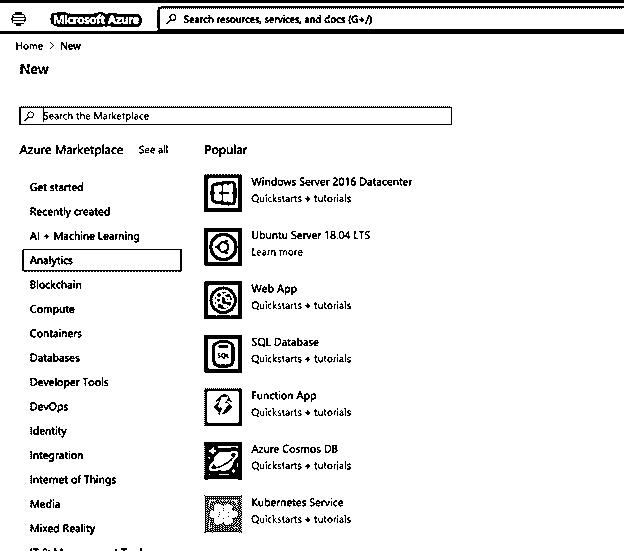 Microsoft Azure
Search resources, services, and docs (G+/)
Home > New
New
Search the Marketplace
Azure Marketplace See all
Popular
Get started
Recently created
AI + Machine Learning
Analytics
Blockchain
Compute
Containers
Databases
Developer Tools
DevOps
Identity
Integration
Internet of Things
Media
Mixed Reality
Windows Server 2016 Datacenter
Quickstarts + tutorials
Ubuntu Server 18.04 LTS
Learn more
Web App
Quickstarts + tutorials
SQL Database
Quickstarts + tutorials
SQL
Function App
Quickstarts + tutorials
Azure Cosmos DB
Quickstarts + tutorials
Kubernetes Service
Quickstarts + tutorials